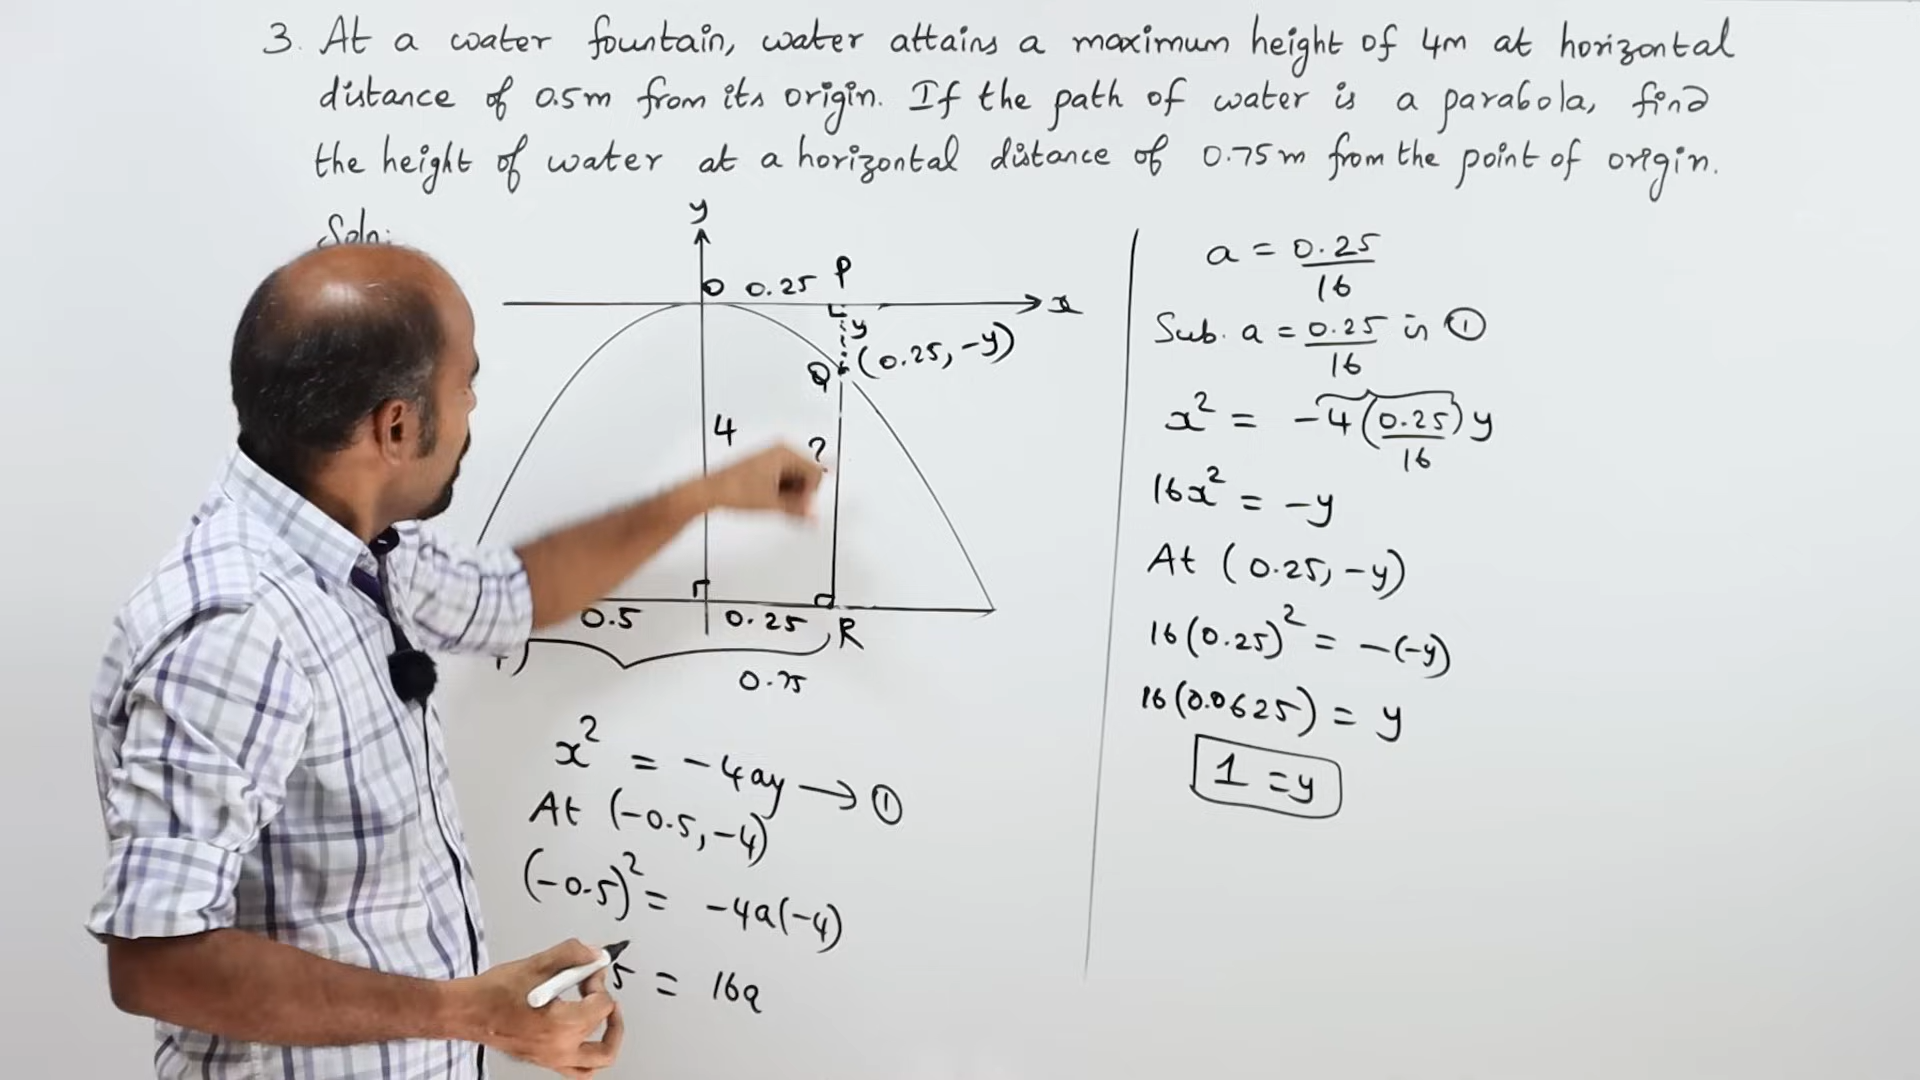 3. At a water fountain, water attains a maximum height of 4m at horizontal
distance of 0.5m from its origin. If the path of water is a parabola, find
the height of water at a horizontal distance of 0.75m from the point of origin.
Soln:
y
O 0.25 P
x
y
Q (0.25, -y)
4
?
0.5 0.25 R
0.75
x² = -4ay → ①
At (-0.5, -4)
(-0.5)² = -4a(-4)
5 = 16a
a = 0.25/16
Sub. a = 0.25/16 in ①
x² = -4(0.25/16)y
16x² = -y
At (0.25, -y)
16(0.25)² = -(-y)
16(0.0625) = y
1 = y